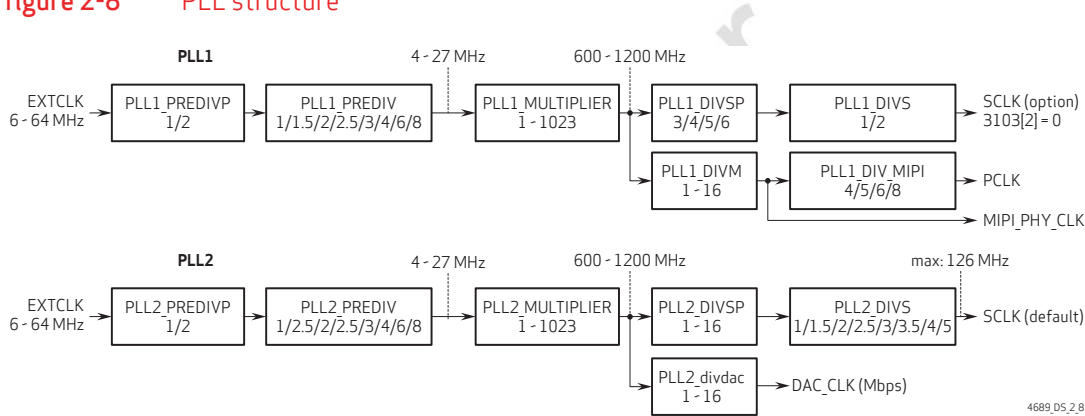 figure 2-8 PLL structure
PLL1
4 - 27 MHz
600 - 1200 MHz
EXTCLK
6 - 64 MHz
PLL1_PREDIVP
1/2
PLL1_PREDIV
1/1.5/2/2.5/3/4/6/8
PLL1_MULTIPLIER
1 - 1023
PLL1_DIVSP
3/4/5/6
PLL1_DIVS
1/2
SCLK (option)
3103[2] = 0
PLL1_DIVM
1 - 16
PLL1_DIV_MIPI
4/5/6/8
PCLK
MIPI_PHY_CLK
PLL2
4 - 27 MHz
600 - 1200 MHz
max: 126 MHz
EXTCLK
6 - 64 MHz
PLL2_PREDIVP
1/2
PLL2_PREDIV
1/2.5/2/2.5/3/4/6/8
PLL2_MULTIPLIER
1 - 1023
PLL2_DIVSP
1 - 16
PLL2_DIVS
1/1.5/2/2.5/3/3.5/4/5
SCLK (default)
PLL2_divdac
1 - 16
DAC_CLK (Mbps)
4689_DS_2_8